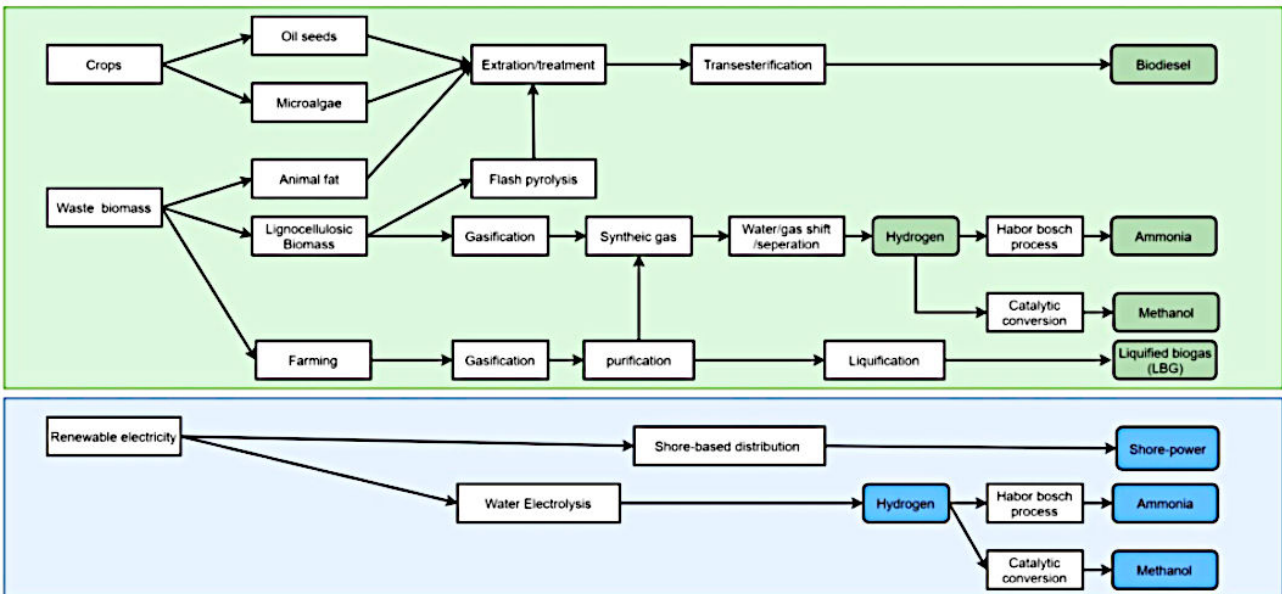 Oil seeds
Crops
Extration/treatment
Transesterification
Biodiesel
Microalgae
Animal fat
Flash pyrolysis
Waste biomass
Lignocellulosic
Biomass
Gasification
Syntheic gas
Water/gas shift
/seperation
Hydrogen
Habor bosch
process
Ammonia
Catalytic
conversion
Methanol
Farming
Gasification
purification
Liquification
Liquified biogas
(LBG)
Renewable electricity
Shore-based distribution
Shore-power
Water Electrolysis
Hydrogen
Habor bosch
process
Ammonia
Catalytic
conversion
Methanol